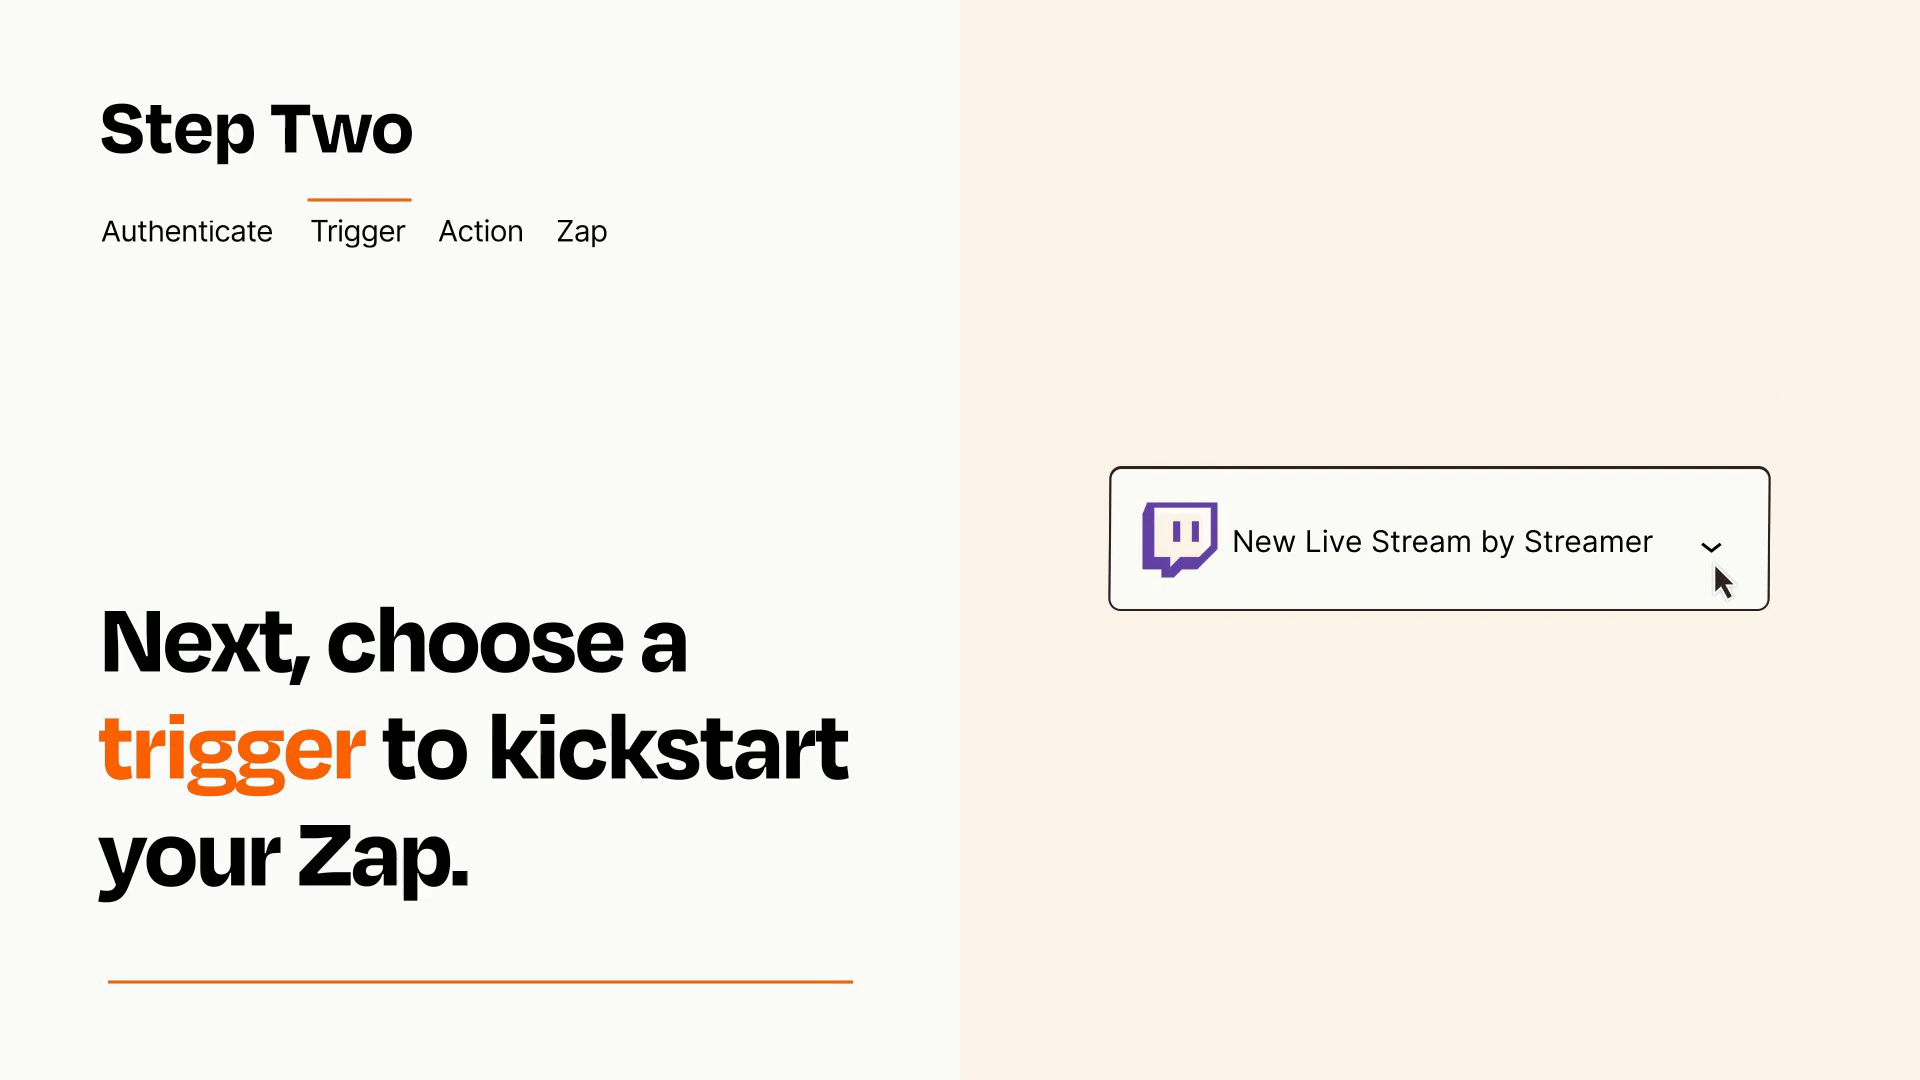 Step Two
Authenticate Trigger Action Zap
Next, choose a
trigger to kickstart
your Zap.
New Live Stream by Streamer